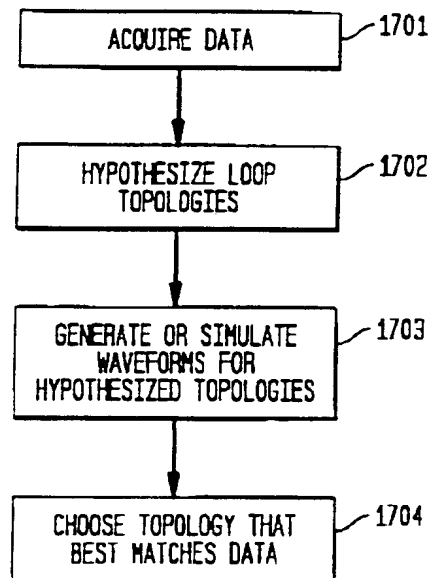 ACQUIRE DATA
1701
HYPOTHESIZE LOOP
TOPOLOGIES
1702
GENERATE OR SIMULATE
WAVEFORMS FOR
HYPOTHESIZED TOPOLOGIES
1703
CHOOSE TOPOLOGY THAT
BEST MATCHES DATA
1704